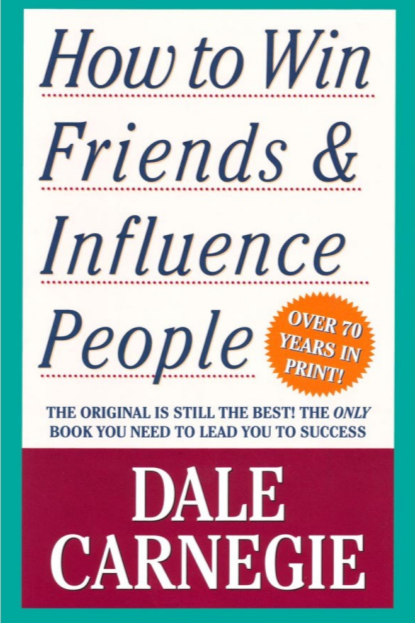 How to Win
Friends &
Influence
People
OVER 70
YEARS IN
PRINT!
THE ORIGINAL IS STILL THE BEST! THE ONLY
BOOK YOU NEED TO LEAD YOU TO SUCCESS
DALE
CARNEGIE